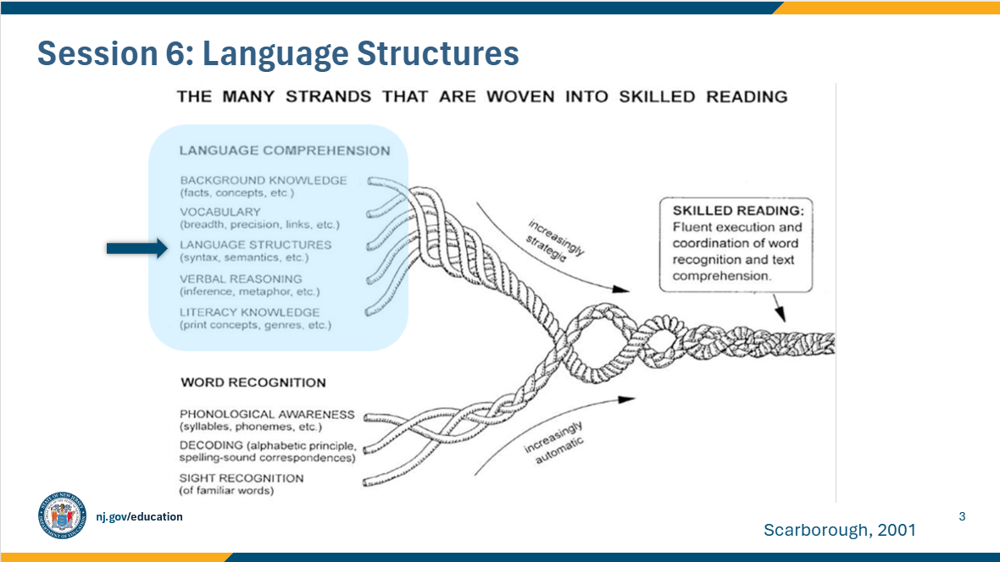 Session 6: Language Structures
THE MANY STRANDS THAT ARE WOVEN INTO SKILLED READING
LANGUAGE COMPREHENSION
BACKGROUND KNOWLEDGE
(facts, concepts, etc.)
VOCABULARY
(breadth, precision, links, etc.)
LANGUAGE STRUCTURES
(syntax, semantics, etc.)
VERBAL REASONING
(inference, metaphor, etc.)
LITERACY KNOWLEDGE
(print concepts, genres, etc.)
increasingly
strategic
SKILLED READING:
Fluent execution and
coordination of word
recognition and text
comprehension.
WORD RECOGNITION
PHONOLOGICAL AWARENESS
(syllables, phonemes, etc.)
DECODING (alphabetic principle,
spelling-sound correspondences)
SIGHT RECOGNITION
(of familiar words)
increasingly
automatic
nj.gov/education
3
Scarborough, 2001